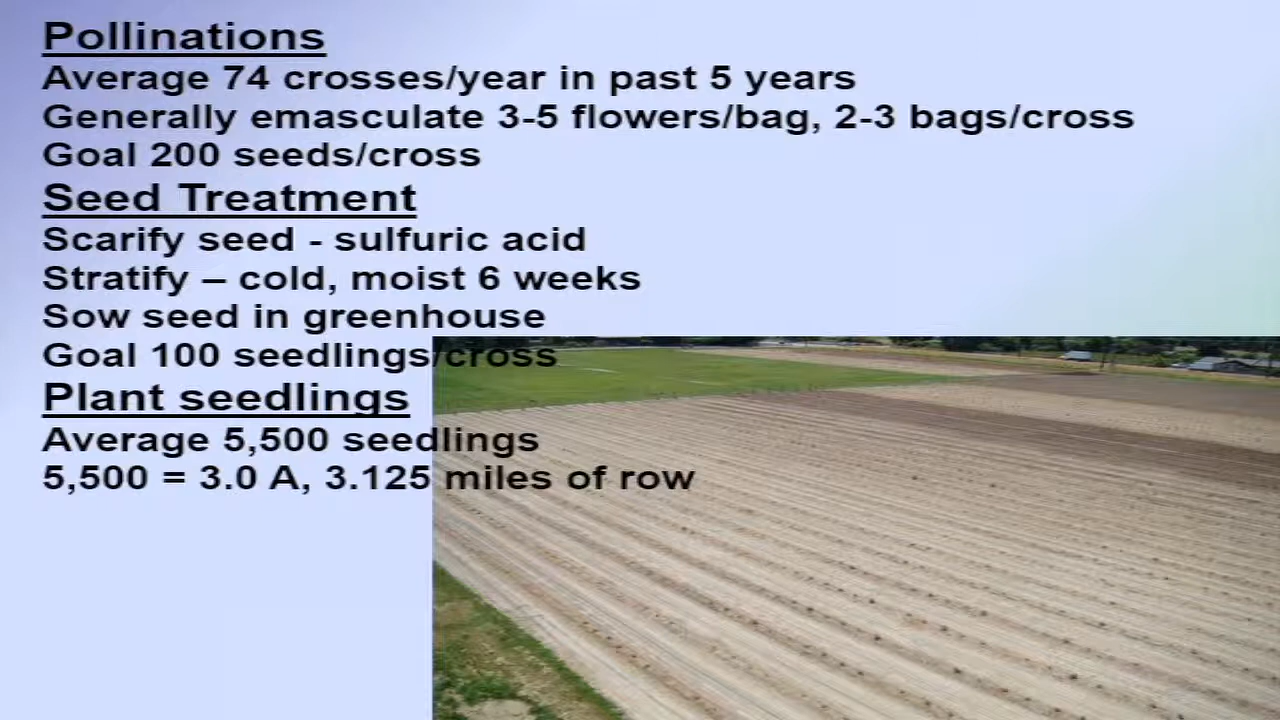 Pollinations
Average 74 crosses/year in past 5 years
Generally emasculate 3-5 flowers/bag, 2-3 bags/cross
Goal 200 seeds/cross
Seed Treatment
Scarify seed - sulfuric acid
Stratify – cold, moist 6 weeks
Sow seed in greenhouse
Goal 100 seedlings/cross
Plant seedlings
Average 5,500 seedlings
5,500 = 3.0 A, 3.125 miles of row